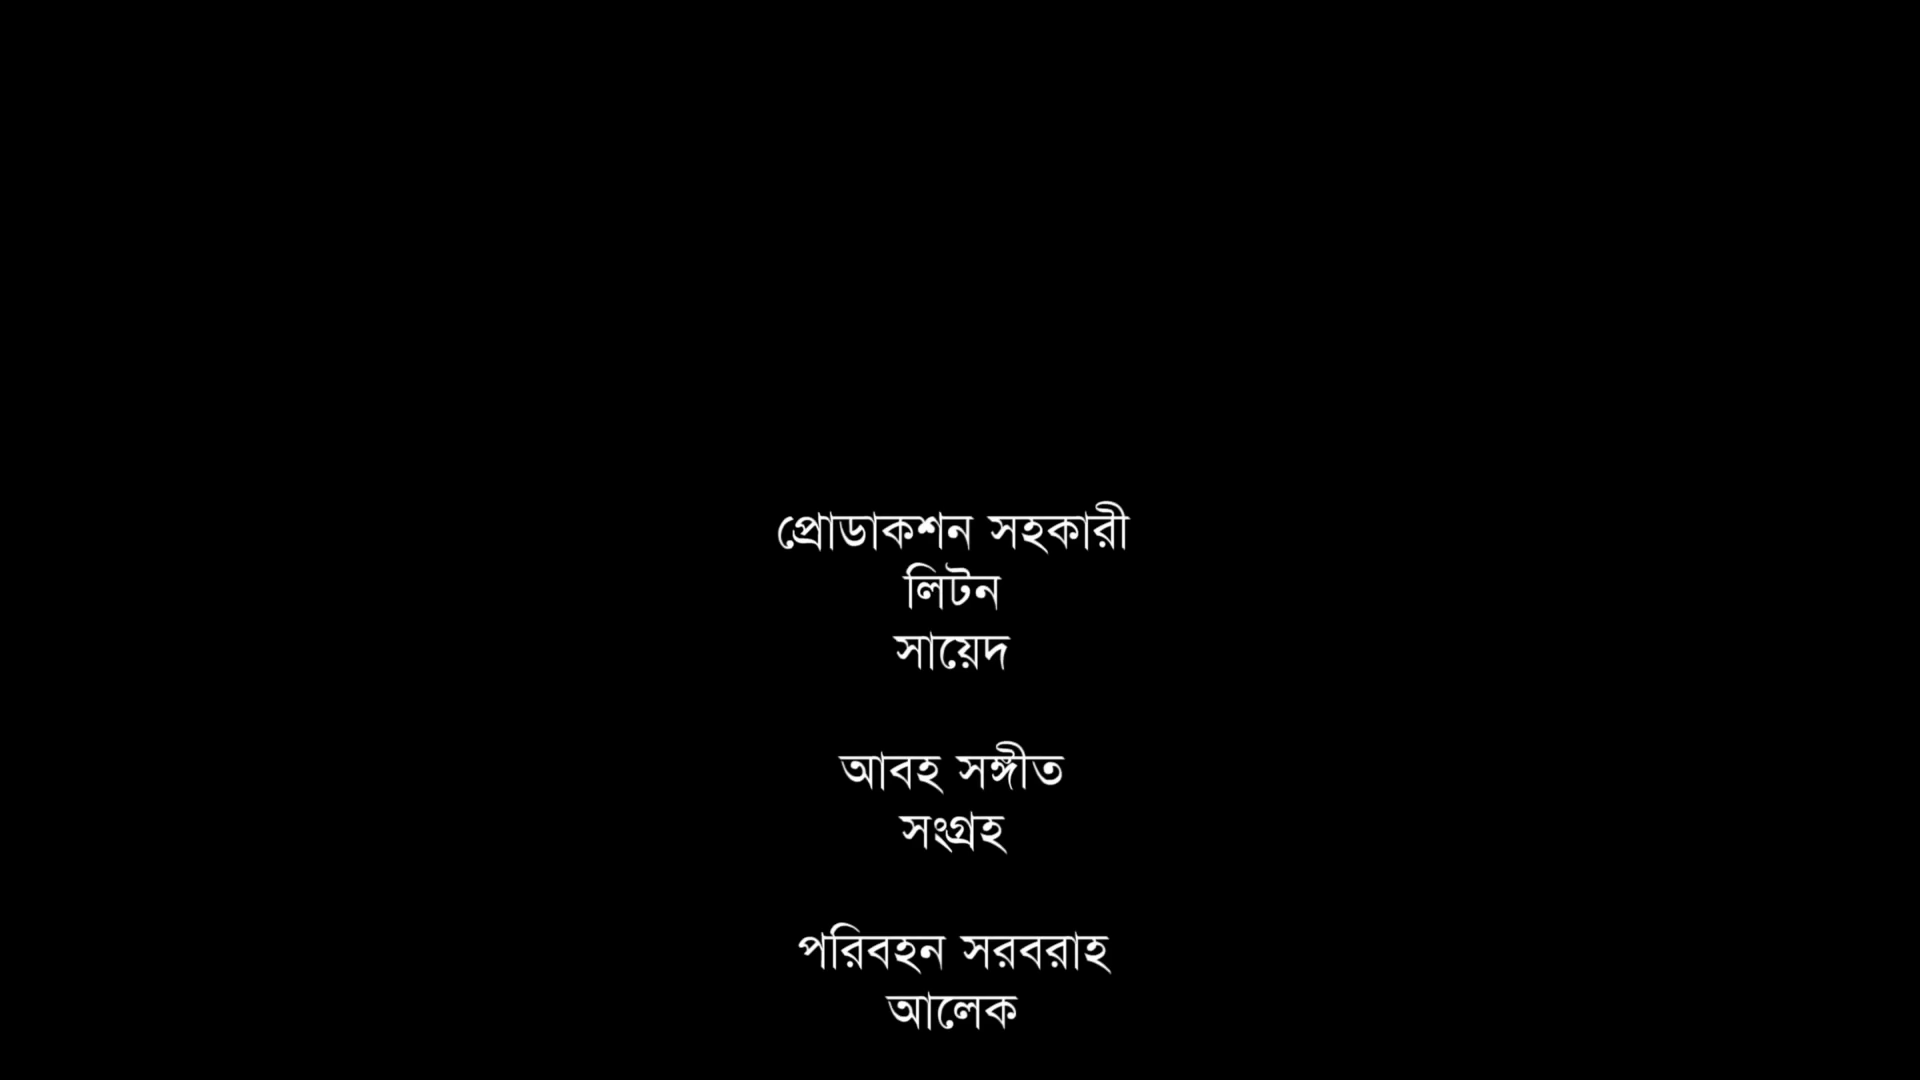 প্রোডাকশন সহকারী
লিটন
সায়েদ
আবহ সঙ্গীত
সংগ্রহ
পরিবহন সরবরাহ
আলেক